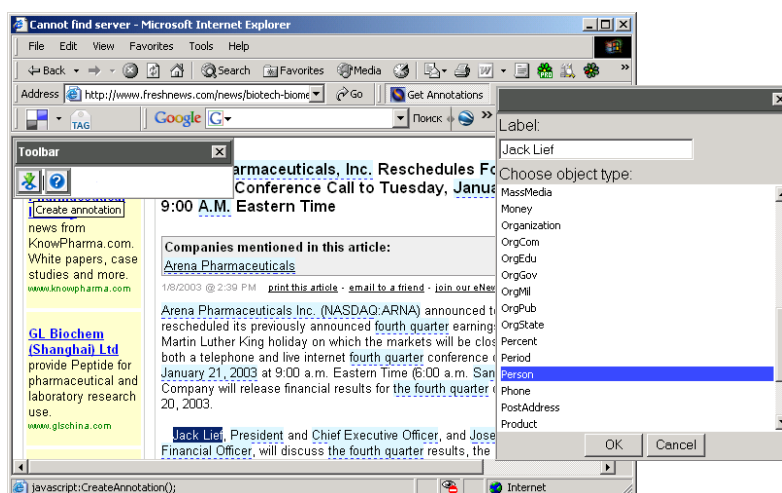 Cannot find server - Microsoft Internet Explorer
File Edit View Favorites Tools Help
Back Search Favorites Media
Address http://www.freshnews.com/news/biotech-biome Go Get Annotations
TAG Google G Поиск
Toolbar
Create annotation
news from
KnowPharma.com.
White papers, case
studies and more.
www.knowpharma.com
GL Biochem
(Shanghai) Ltd
provide Peptide for
pharmaceutical and
laboratory research
use.
www.glschina.com
armaceuticals, Inc. Reschedules Fo
Conference Call to Tuesday, Janua
9:00 A.M. Eastern Time
Companies mentioned in this article:
Arena Pharmaceuticals
1/8/2003 @ 2:39 PM print this article - email to a friend - join our eNew
Arena Pharmaceuticals Inc. (NASDAQ:ARNA) announced t
rescheduled its previously announced fourth quarter earning
Martin Luther King holiday on which the markets will be clos
both a telephone and live internet fourth quarter conference
January 21, 2003 at 9:00 a.m. Eastern Time (6:00 a.m. San
Company will release financial results for the fourth quarter
20, 2003.
Jack Lief, President and Chief Executive Officer, and Jose
Financial Officer, will discuss the fourth quarter results, the
javascript:CreateAnnotation(); Internet
Label:
Jack Lief
Choose object type:
MassMedia
Money
Organization
OrgCom
OrgEdu
OrgGov
OrgMil
OrgPub
OrgState
Percent
Period
Person
Phone
PostAddress
Product
OK Cancel